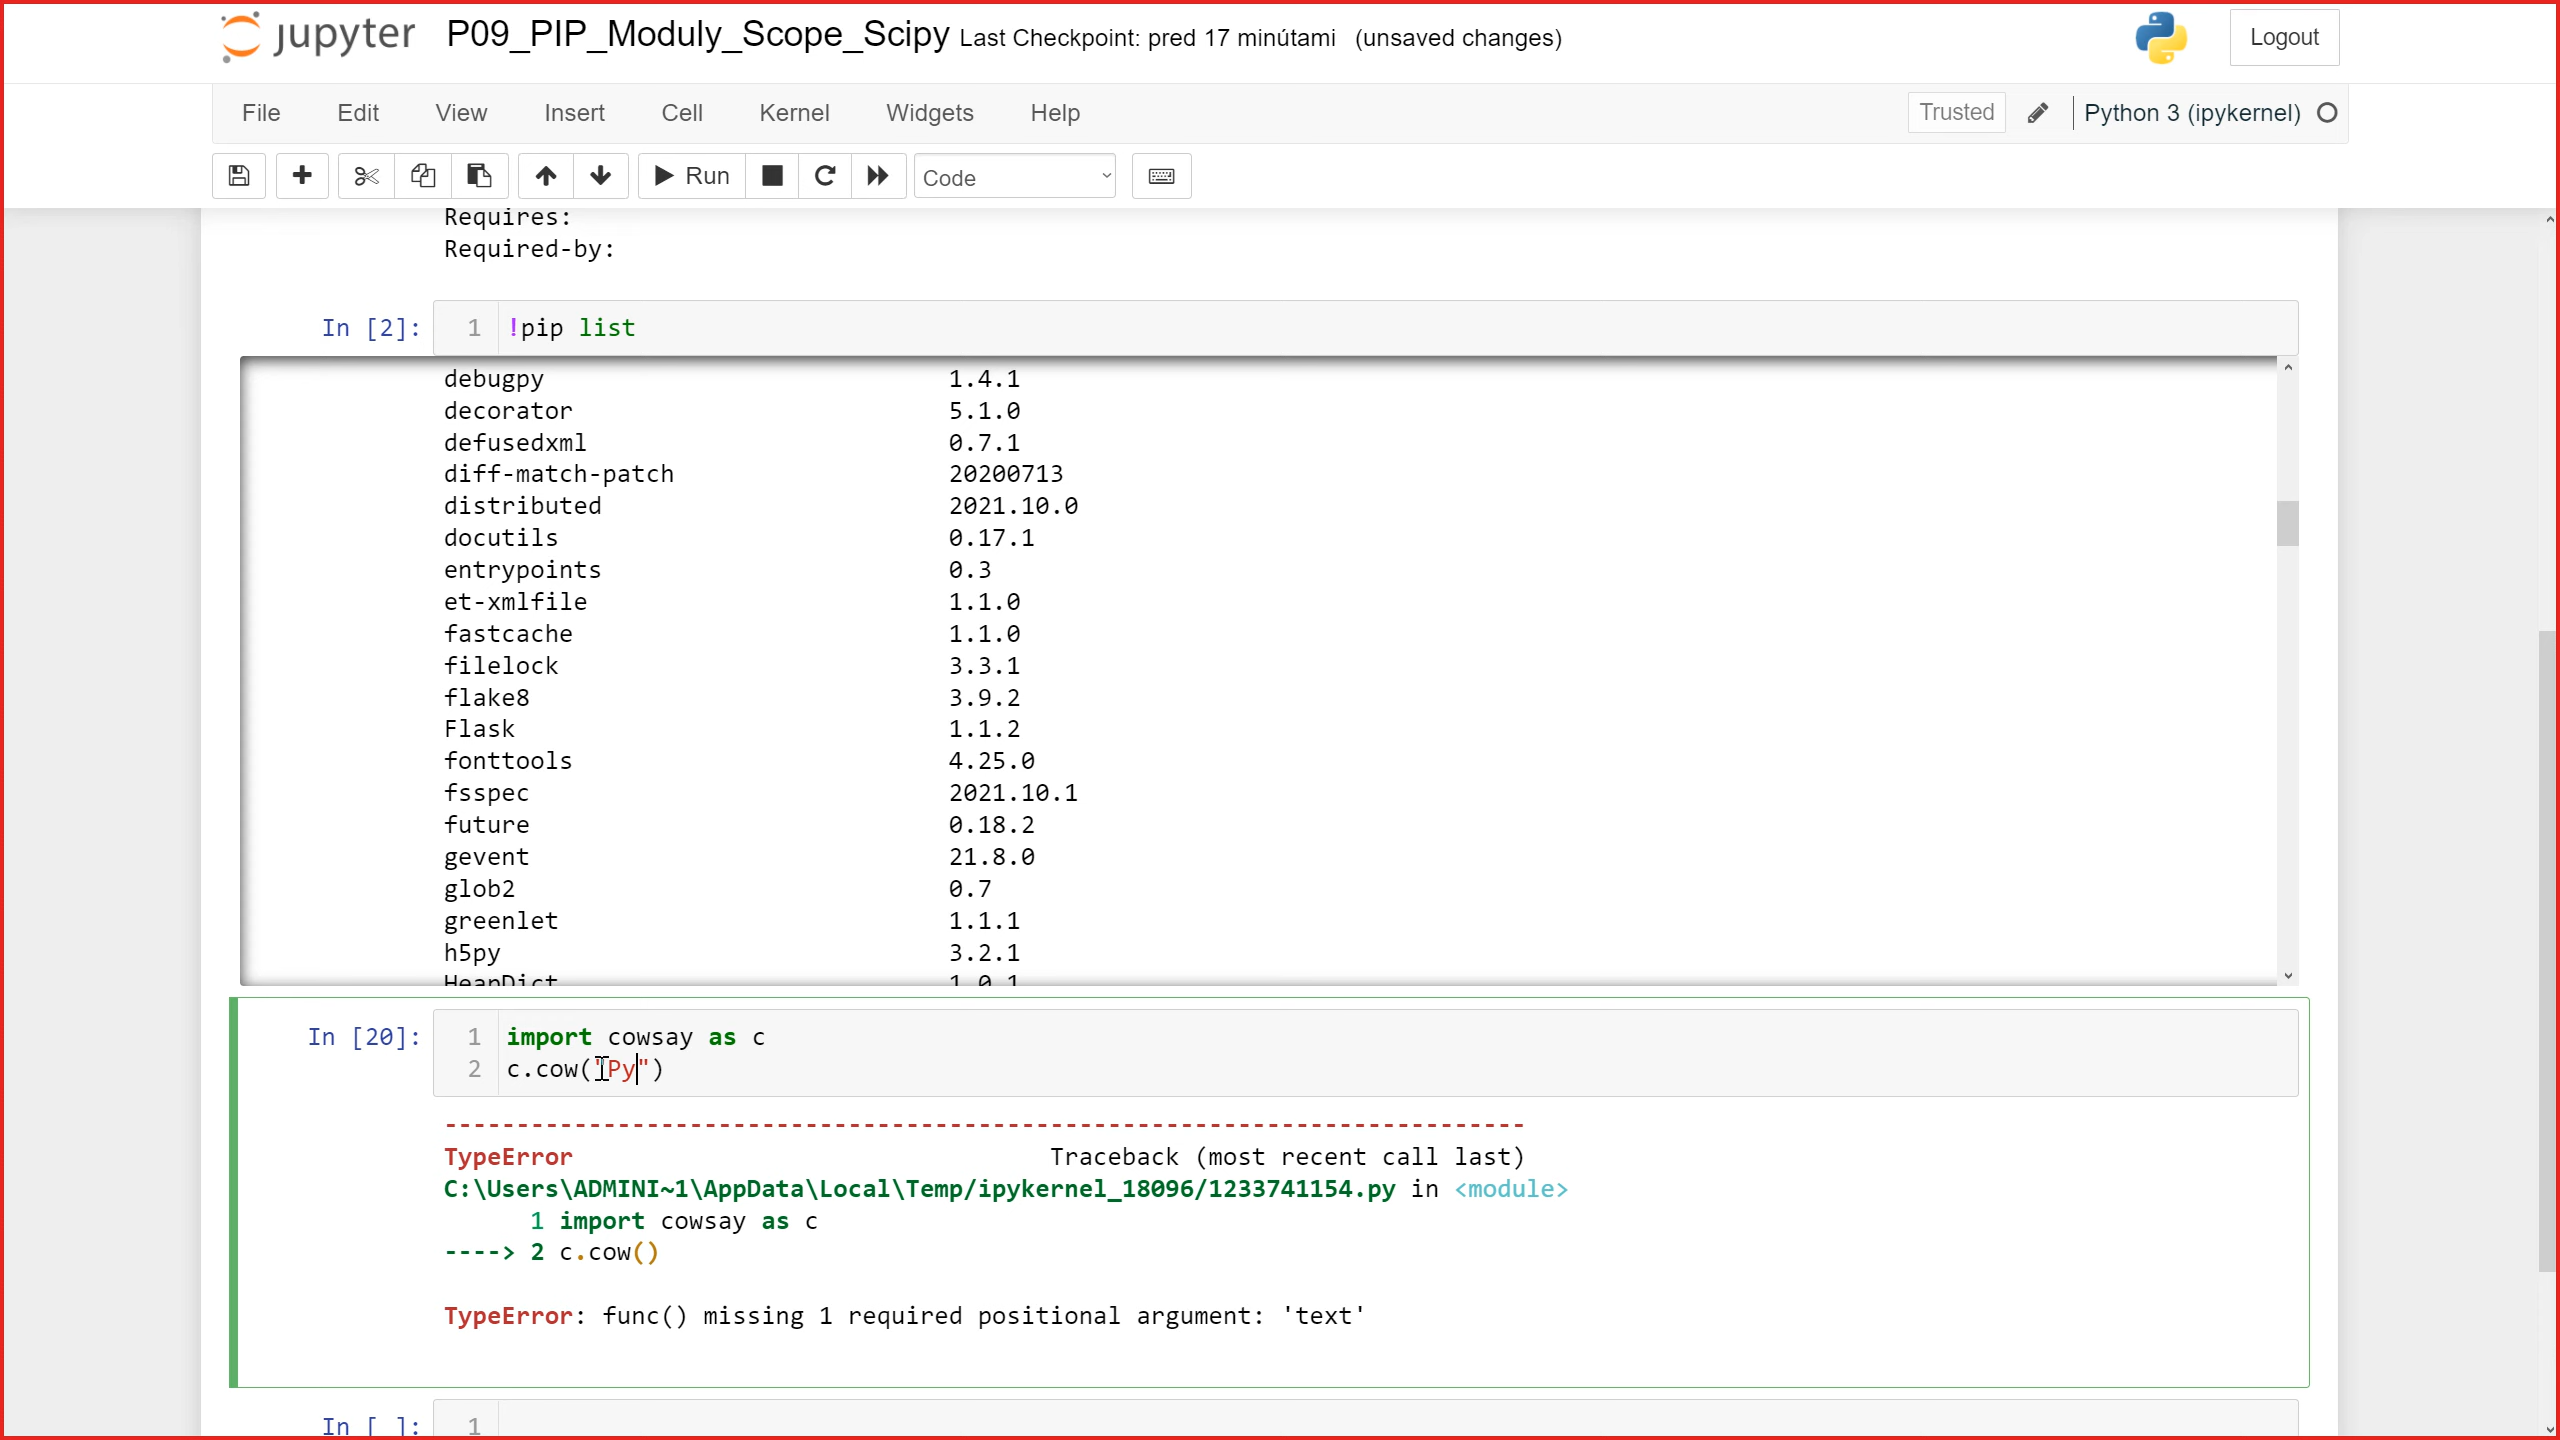 jupyter P09_PIP_Moduly_Scope_Scipy Last Checkpoint: pred 17 minútami (unsaved changes) Logout
File Edit View Insert Cell Kernel Widgets Help Trusted Python 3 (ipykernel)
Run Code
Requires:
Required-by:
In [2]: 1 !pip list
debugpy 1.4.1
decorator 5.1.0
defusedxml 0.7.1
diff-match-patch 20200713
distributed 2021.10.0
docutils 0.17.1
entrypoints 0.3
et-xmlfile 1.1.0
fastcache 1.1.0
filelock 3.3.1
flake8 3.9.2
Flask 1.1.2
fonttools 4.25.0
fsspec 2021.10.1
future 0.18.2
gevent 21.8.0
glob2 0.7
greenlet 1.1.1
h5py 3.2.1
HeapDict 1.0.1
In [20]: 1 import cowsay as c
2 c.cow("Py")
---------------------------------------------------------------------------
TypeError Traceback (most recent call last)
C:\Users\ADMINI~1\AppData\Local\Temp/ipykernel_18096/1233741154.py in <module>
1 import cowsay as c
----> 2 c.cow()
TypeError: func() missing 1 required positional argument: 'text'
In [ ]: 1